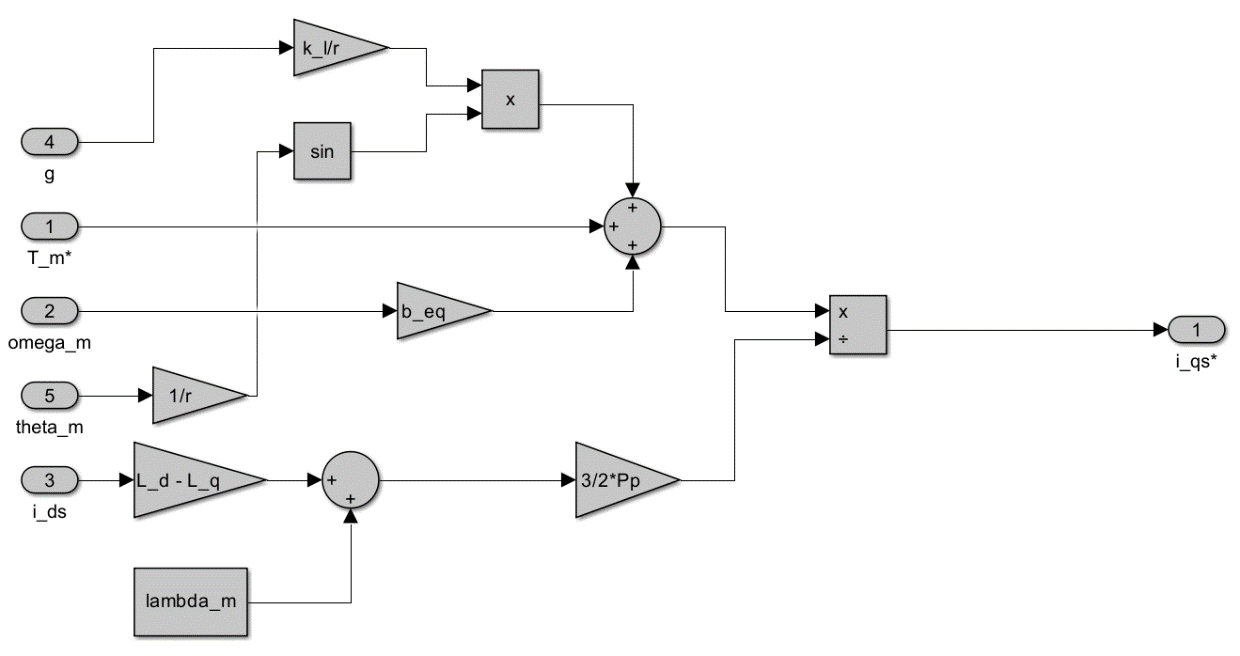 k_l/r
x
4
g
sin
1
T_m*
+
+
+
2
omega_m
b_eq
x
÷
1
i_qs*
5
theta_m
1/r
3
i_ds
L_d - L_q
+
+
3/2*Pp
lambda_m